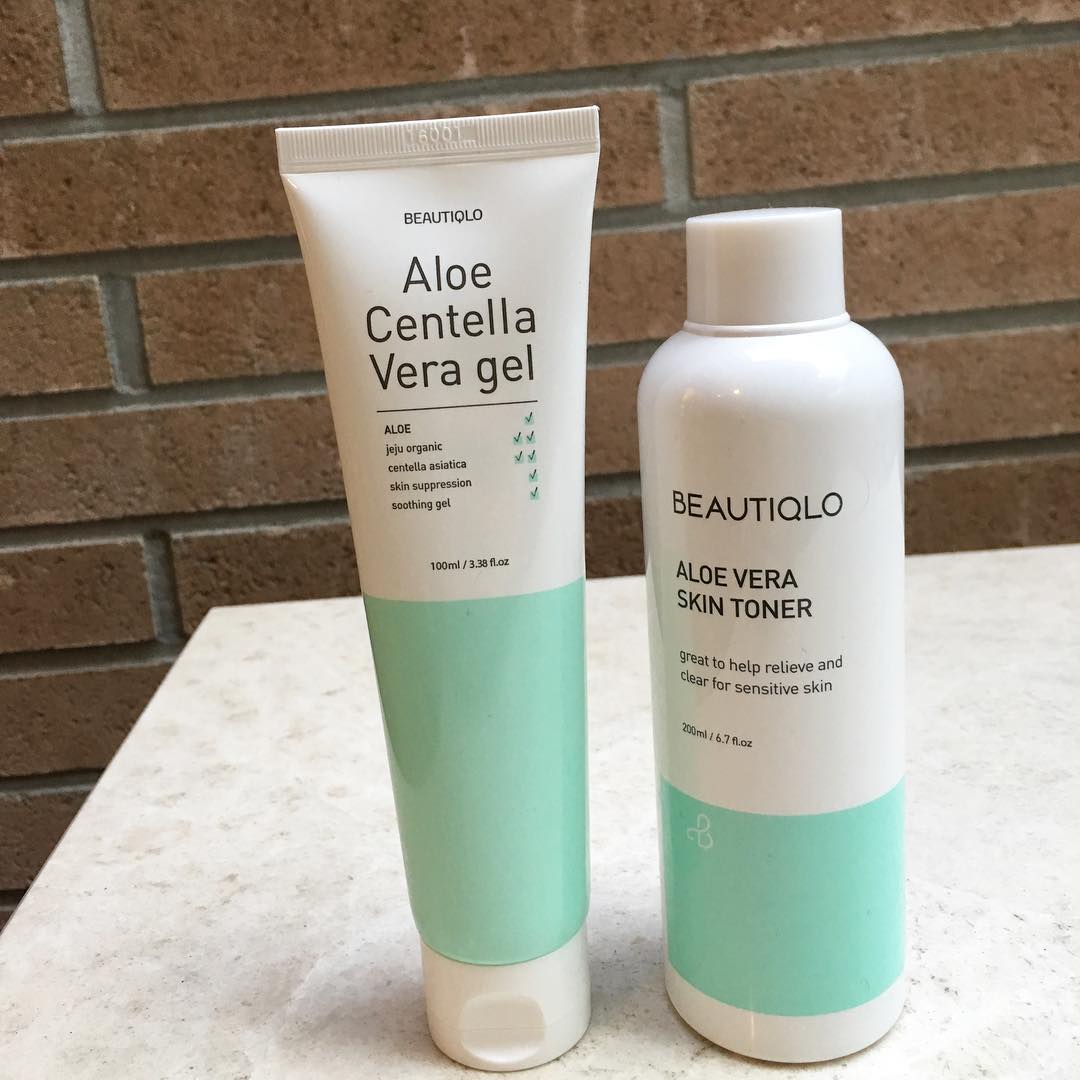 16001
BEAUTIQLO
Aloe
Centella
Vera gel
ALOE ✓
jeju organic ✓✓
centella asiatica ✓✓
skin suppression ✓
soothing gel ✓
100ml / 3.38 fl.oz
BEAUTIQLO
ALOE VERA
SKIN TONER
great to help relieve and
clear for sensitive skin
200ml / 6.7 fl.oz